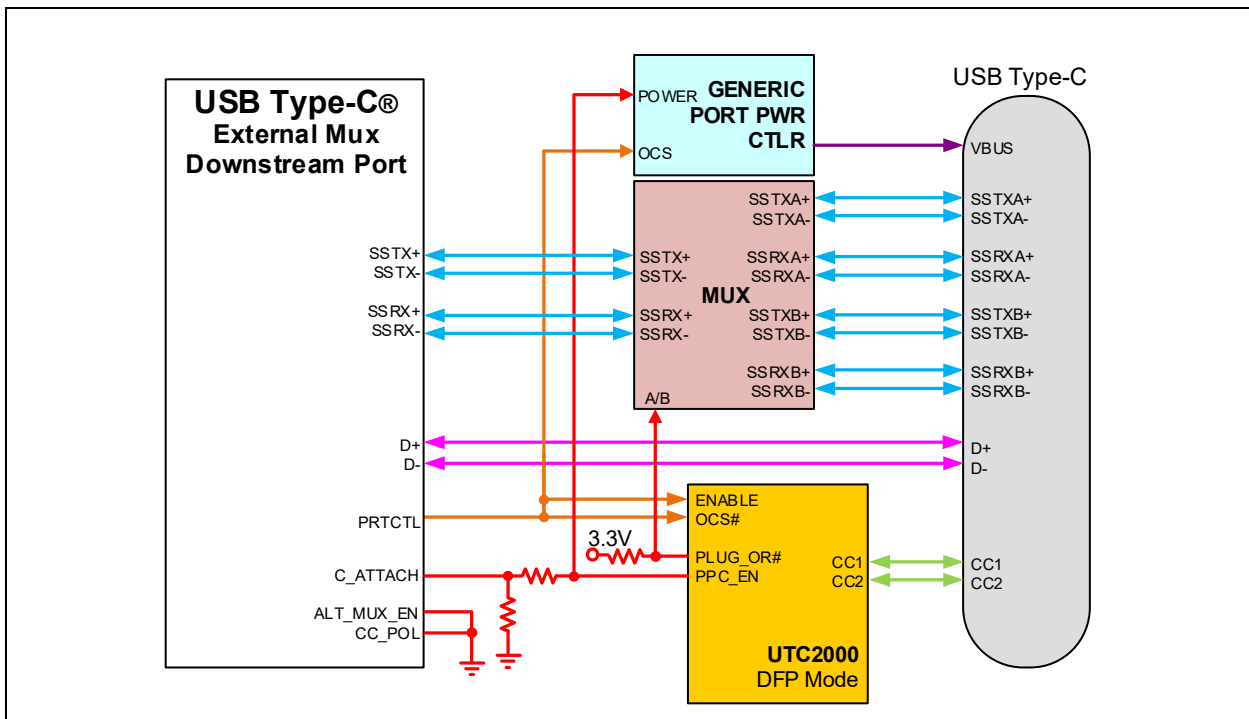 USB Type-C®
External Mux
Downstream Port
SSTX+
SSTX-
SSRX+
SSRX-
D+
D-
PRTCTL
C_ATTACH
ALT_MUX_EN
CC_POL
POWER
GENERIC
PORT PWR
CTLR
OCS
SSTXA+
SSTXA-
SSTX+
SSTX-
SSRXA+
SSRXA-
MUX
SSRX+
SSRX-
SSTXB+
SSTXB-
SSRXB+
SSRXB-
A/B
ENABLE
OCS#
3.3V
PLUG_OR#
PPC_EN
CC1
CC2
UTC2000
DFP Mode
USB Type-C
VBUS
SSTXA+
SSTXA-
SSRXA+
SSRXA-
SSTXB+
SSTXB-
SSRXB+
SSRXB-
D+
D-
CC1
CC2